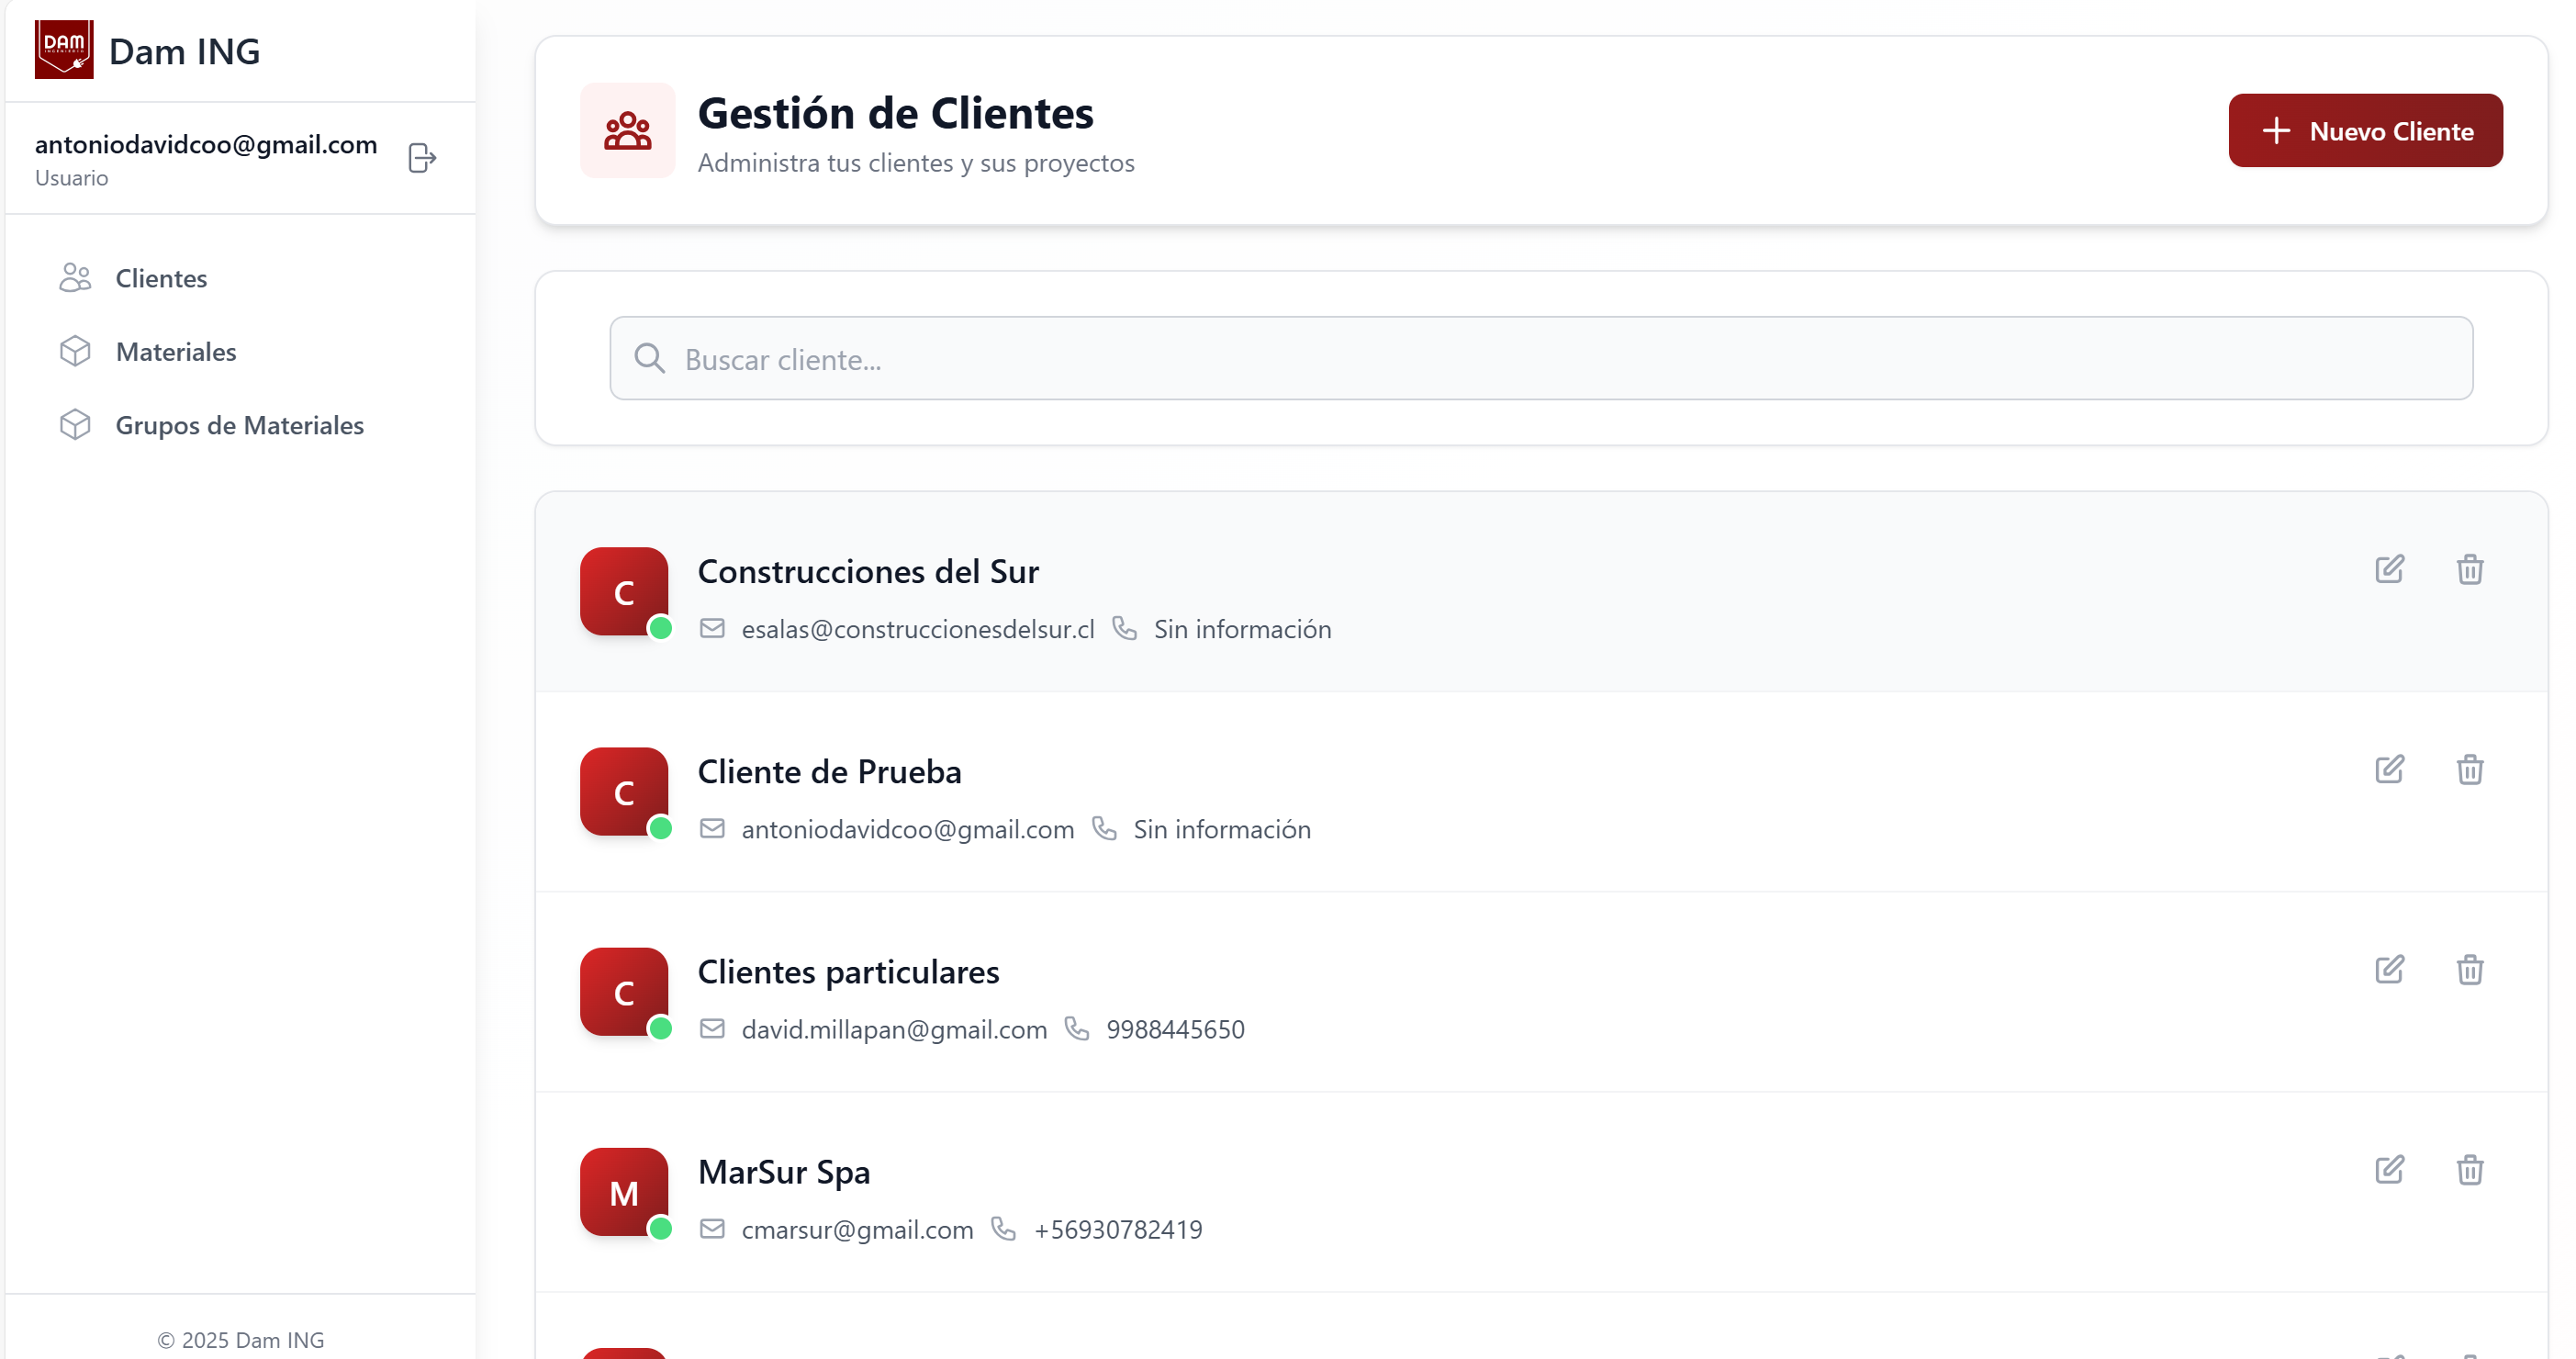 DAM
INGENIERIA
Dam ING
antoniodavidcoo@gmail.com
Usuario
Clientes
Materiales
Grupos de Materiales
© 2025 Dam ING
Gestión de Clientes
Administra tus clientes y sus proyectos
Nuevo Cliente
Buscar cliente...
C
Construcciones del Sur
esalas@construccionesdelsur.cl Sin información
C
Cliente de Prueba
antoniodavidcoo@gmail.com Sin información
C
Clientes particulares
david.millapan@gmail.com 9988445650
M
MarSur Spa
cmarsur@gmail.com +56930782419